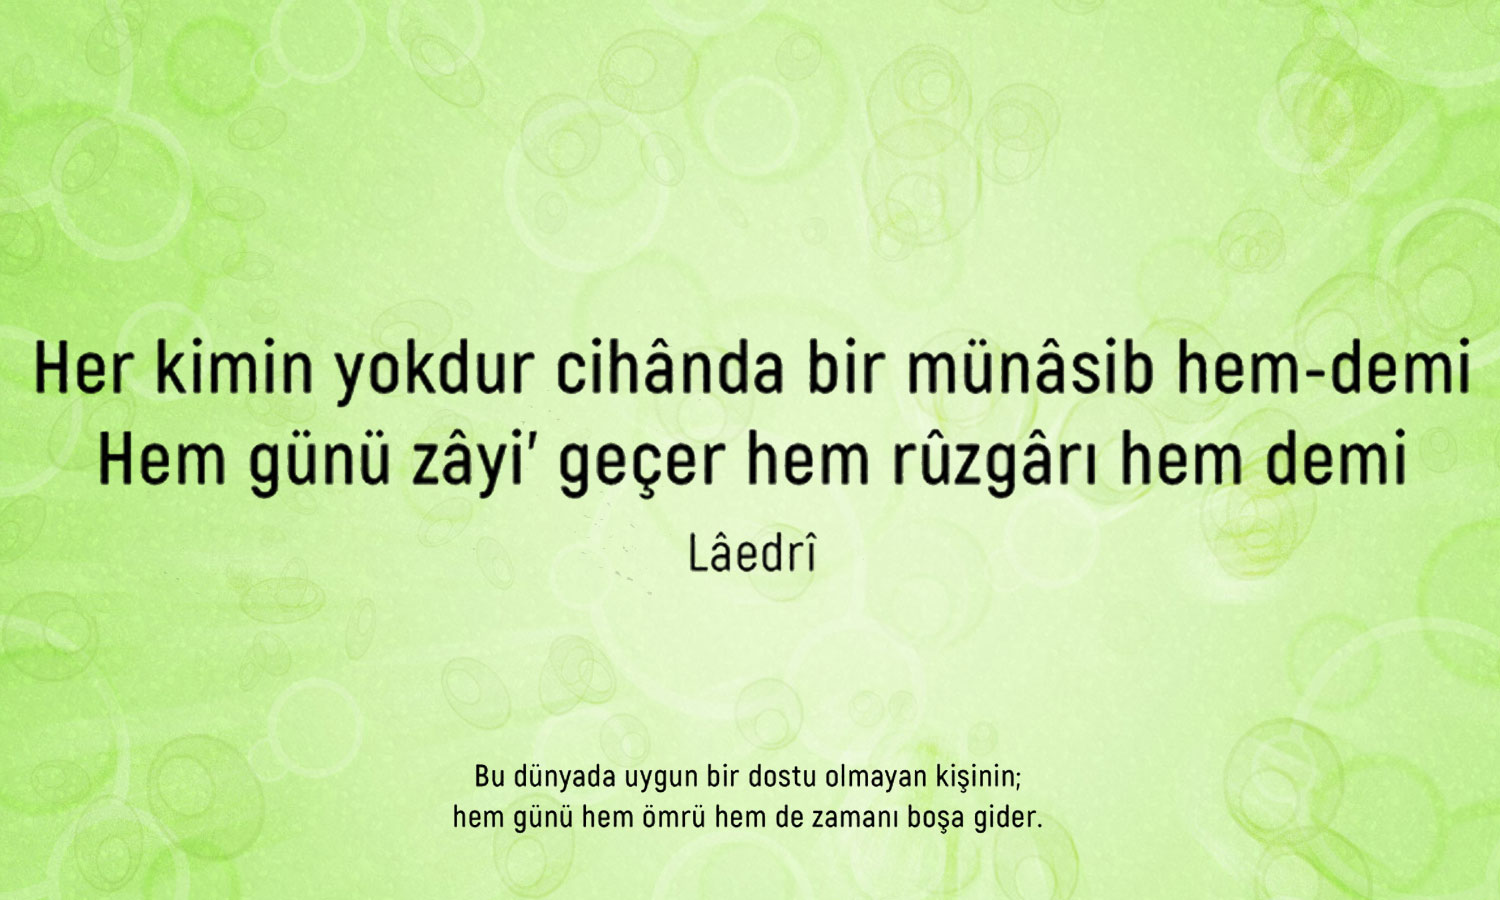 Her kimin yokdur cihânda bir münâsib hem-demi
Hem günü zâyi’ geçer hem rûzgârı hem demi
Lâedrî
Bu dünyada uygun bir dostu olmayan kişinin;
hem günü hem ömrü hem de zamanı boşa gider.